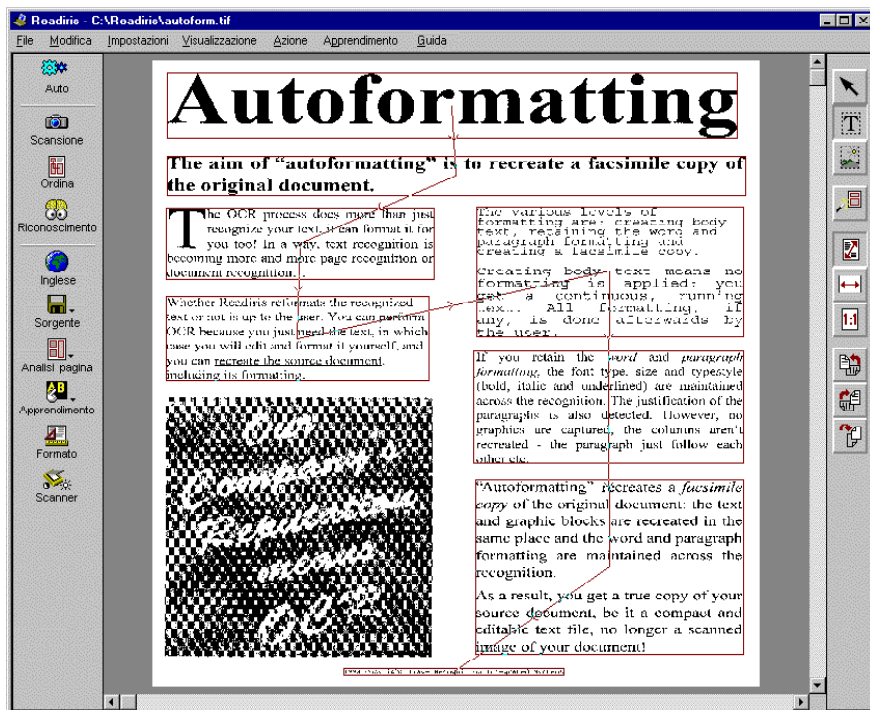 Readiris - C:\Readiris\autoform.tif
File Modifica Impostazioni Visualizzazione Azione Apprendimento Guida
Auto
Scansione
Ordina
Riconoscimento
Inglese
Sorgente
Analisi pagina
Apprendimento
Formato
Scanner
Autoformatting
The aim of “autoformatting” is to recreate a facsimile copy of
the original document.
The OCR process does more than just
recognize your text, it can format it for
you too! In a way, text recognition is
becoming more and more page recognition or
document recognition.
Whether Readiris reformats the recognized
text or not is up to the user. You can perform
OCR because you just need the text, in which
case you will edit and format it yourself, and
you can recreate the source document,
including its formatting.
Our
Company's
Revolution
means
The various levels of
formatting are: creating body
text, retaining the word and
paragraph formatting and
creating a facsimile copy.
Creating body text means no
formatting is applied: you
get a continuous, running
text. All formatting, if
any, is done afterwards by
the user.
If you retain the word and paragraph
formatting, the font type, size and typestyle
(bold, italic and underlined) are maintained
across the recognition. The justification of the
paragraphs is also detected. However, no
graphics are captured, the columns aren't
recreated - the paragraph just follow each
other etc.
“Autoformatting” recreates a facsimile
copy of the original document: the text
and graphic blocks are recreated in the
same place and the word and paragraph
formatting are maintained across the
recognition.
As a result, you get a true copy of your
source document, be it a compact and
editable text file, no longer a scanned
image of your document!
T
1:1